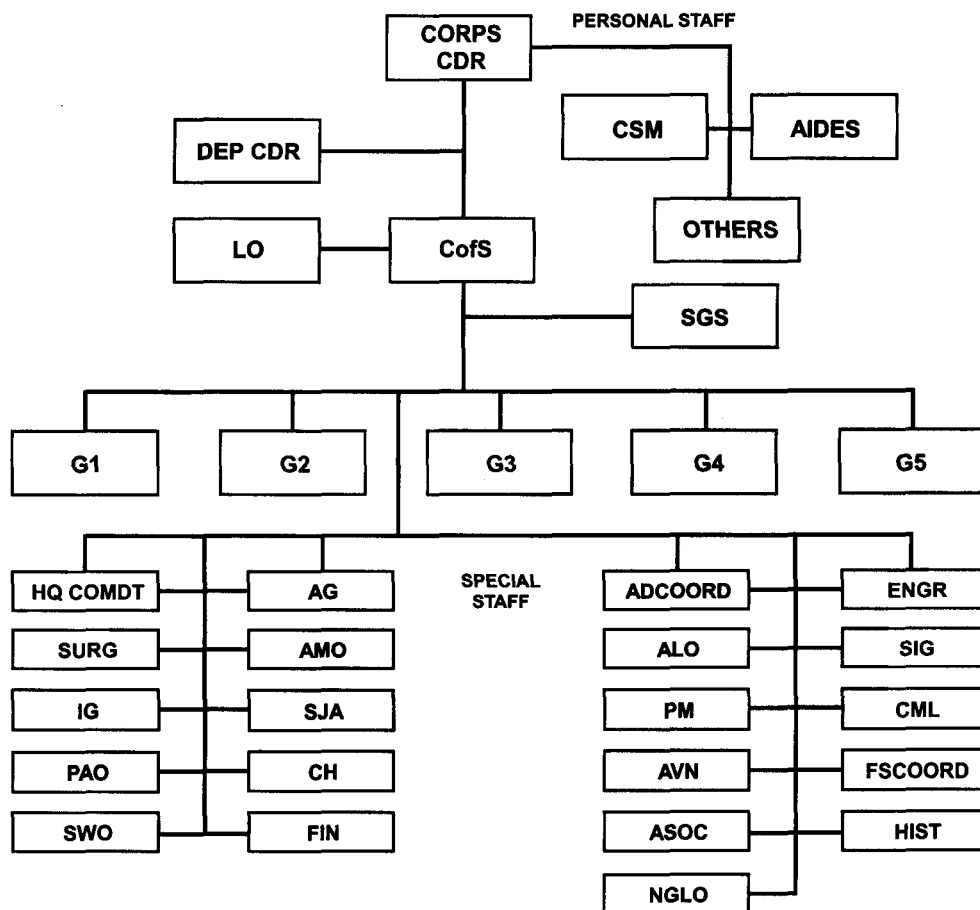 PERSONAL STAFF
CORPS
CDR
CSM
AIDES
DEP CDR
OTHERS
LO
CofS
SGS
G1
G2
G3
G4
G5
SPECIAL
STAFF
HQ COMDT
AG
ADCOORD
ENGR
SURG
AMO
ALO
SIG
IG
SJA
PM
CML
PAO
CH
AVN
FSCOORD
SWO
FIN
ASOC
HIST
NGLO